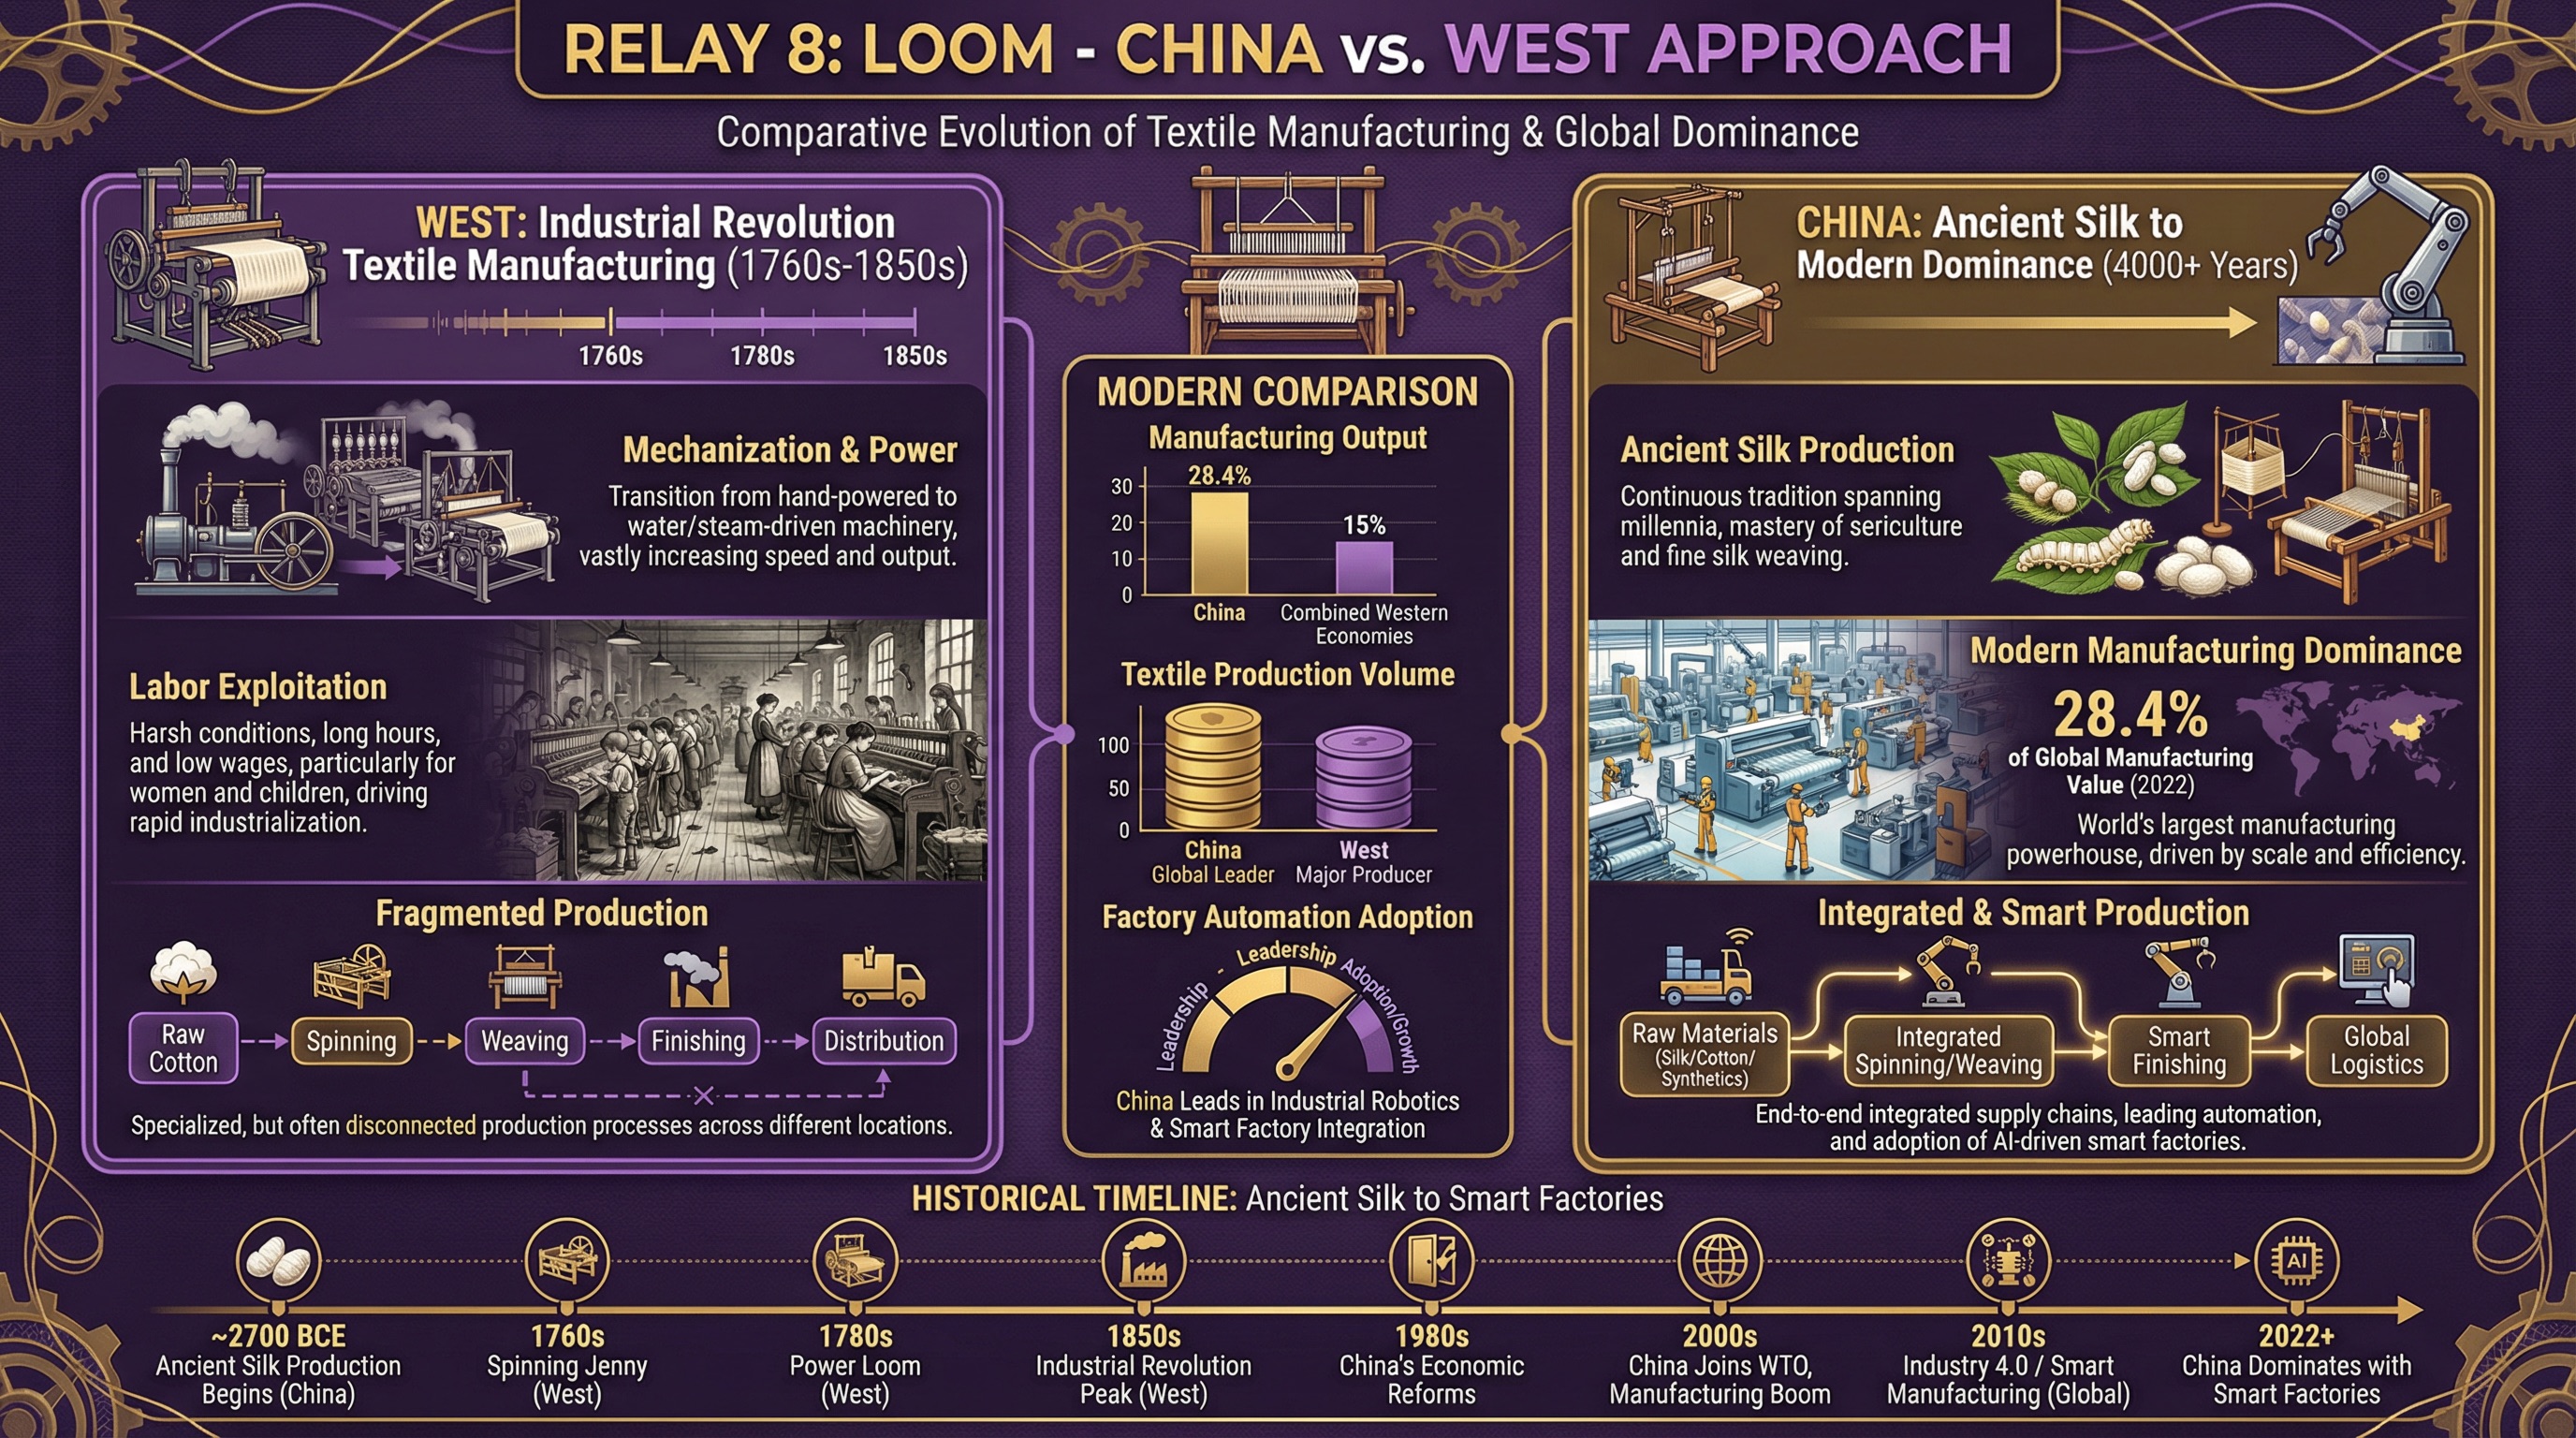 RELAY 8: LOOM - CHINA vs. WEST APPROACH
Comparative Evolution of Textile Manufacturing & Global Dominance
WEST: Industrial Revolution
Textile Manufacturing (1760s-1850s)
1760s
1780s
1850s
Mechanization & Power
Transition from hand-powered to
water/steam-driven machinery,
vastly increasing speed and output.
Labor Exploitation
Harsh conditions, long hours,
and low wages, particularly for
women and children, driving
rapid industrialization.
Fragmented Production
Raw
Cotton
Spinning
Weaving
Finishing
Distribution
Specialized, but often disconnected production processes across different locations.
MODERN COMPARISON
Manufacturing Output
28.4%
15%
30
20
10
0
China
Combined Western
Economies
Textile Production Volume
100
50
0
China
Global Leader
West
Major Producer
Factory Automation Adoption
Leadership - Leadership
Adoption/Growth
China Leads in Industrial Robotics
& Smart Factory Integration
CHINA: Ancient Silk to
Modern Dominance (4000+ Years)
Ancient Silk Production
Continuous tradition spanning
millennia, mastery of sericulture
and fine silk weaving.
Modern Manufacturing Dominance
28.4%
of Global Manufacturing
Value (2022)
World's largest manufacturing
powerhouse, driven by scale and efficiency.
Integrated & Smart Production
Raw Materials
(Silk/Cotton/
Synthetics)
Integrated
Spinning/Weaving
Smart
Finishing
Global
Logistics
End-to-end integrated supply chains, leading automation,
and adoption of AI-driven smart factories.
HISTORICAL TIMELINE: Ancient Silk to Smart Factories
AI
~2700 BCE
Ancient Silk Production
Begins (China)
1760s
Spinning Jenny
(West)
1780s
Power Loom
(West)
1850s
Industrial Revolution
Peak (West)
1980s
China's Economic
Reforms
2000s
China Joins WTO,
Manufacturing Boom
2010s
Industry 4.0 / Smart
Manufacturing (Global)
2022+
China Dominates with
Smart Factories